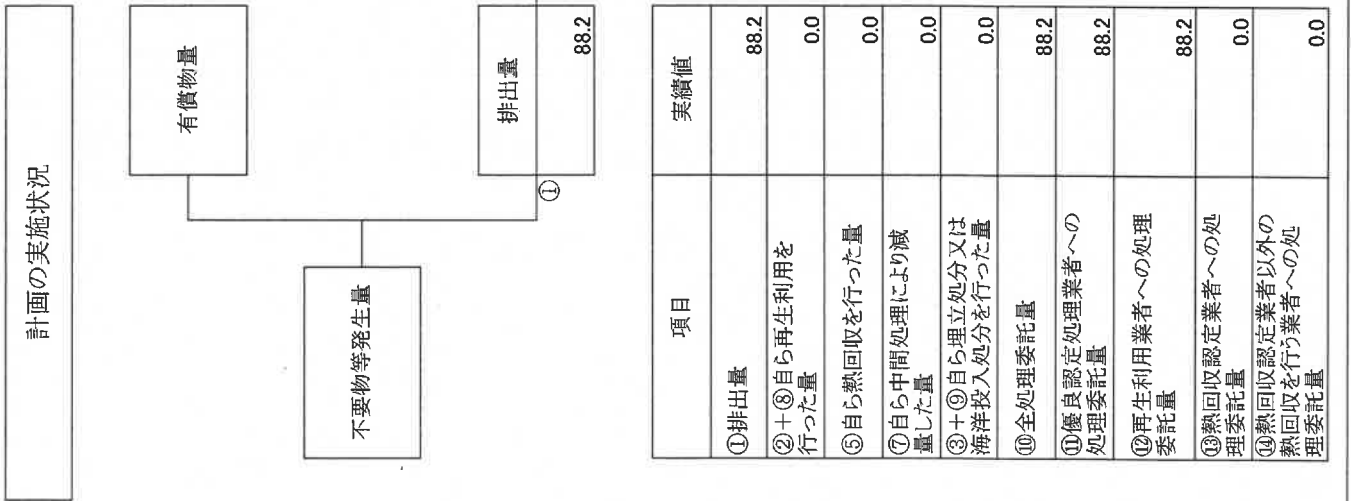 計画の実施状況
不要物等発生量
有償物量
排出量
①
88.2
項目
実績値
①排出量
88.2
②＋⑧自ら再生利用を
行った量
0.0
⑤自ら熱回収を行った量
0.0
⑦自ら中間処理により減
量した量
0.0
③＋⑨自ら埋立処分又は
海洋投入処分を行った量
0.0
⑩全処理委託量
88.2
⑪優良認定処理業者への
処理委託量
88.2
⑫再生利用業者への処理
委託量
88.2
⑬熱回収認定業者への処
理委託量
0.0
⑭熱回収認定業者以外の
熱回収を行う業者への処
理委託量
0.0